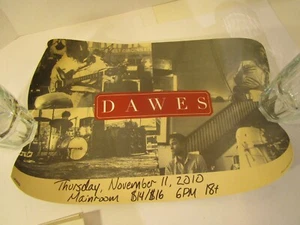 DAWES
Thursday, November 11, 2010
Mainroom $14/$16 6PM 18+